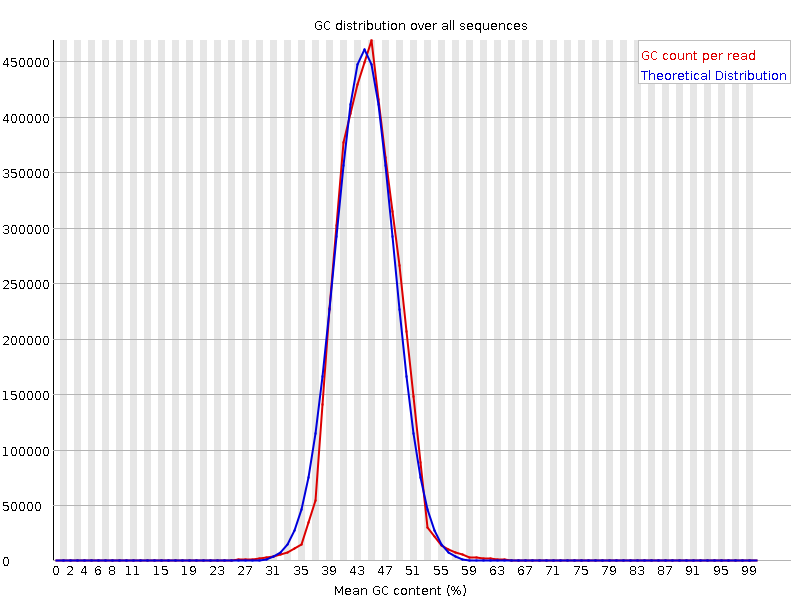 GC distribution over all sequences
GC count per read
Theoretical Distribution
450000
400000
350000
300000
250000
200000
150000
100000
50000
0
0 2 4 6 8 11 15 19 23 27 31 35 39 43 47 51 55 59 63 67 71 75 79 83 87 91 95 99
Mean GC content (%)